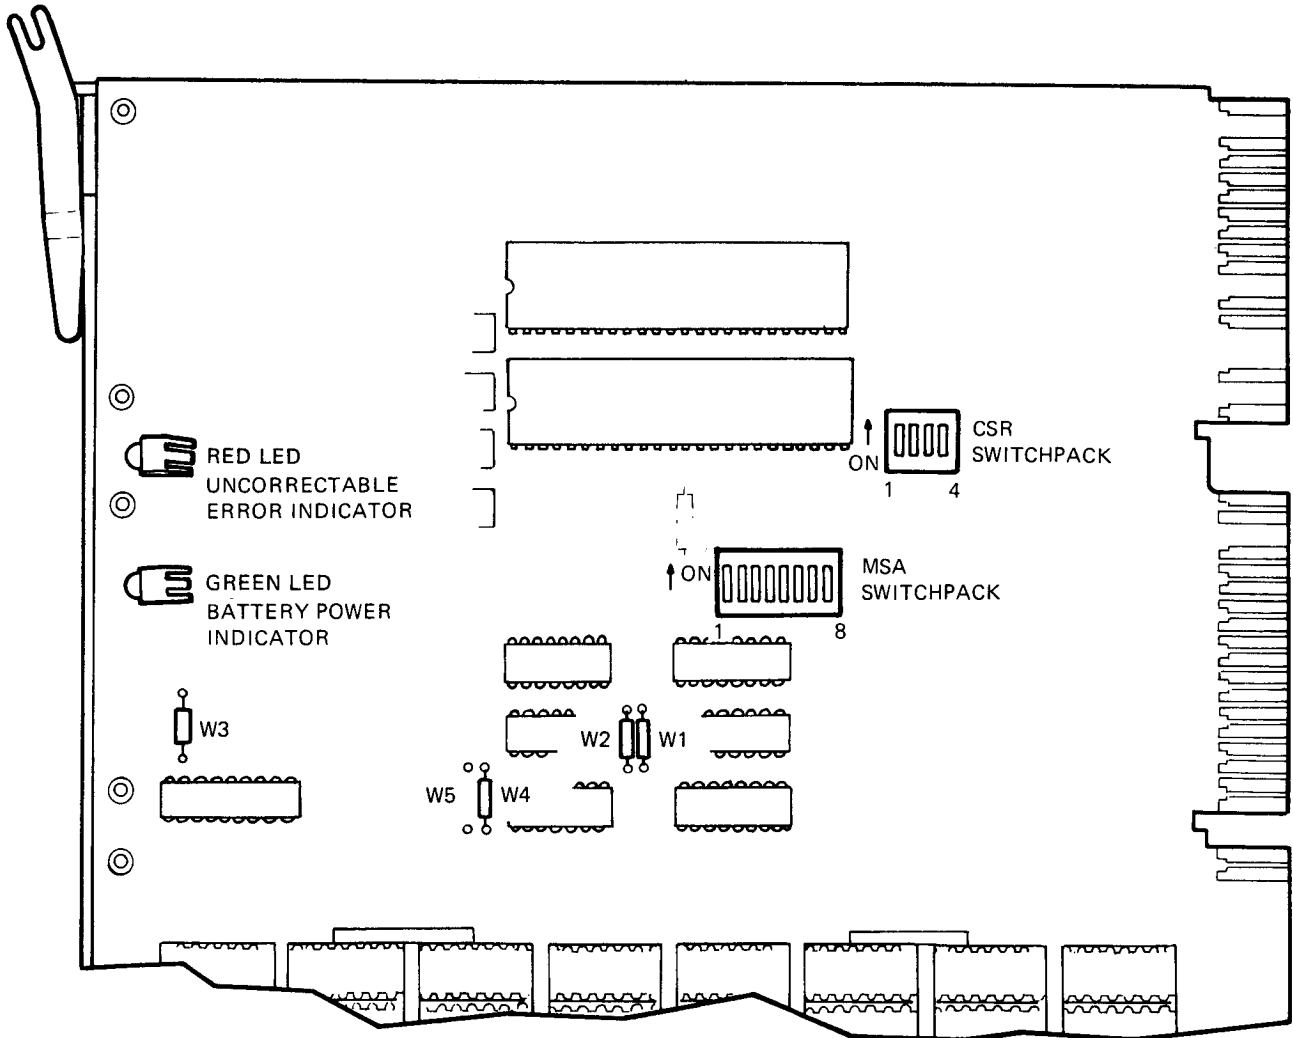 RED LED
UNCORRECTABLE
ERROR INDICATOR
ON
1 4
CSR
SWITCHPACK
GREEN LED
BATTERY POWER
INDICATOR
ON
1 8
MSA
SWITCHPACK
W3
W2 W1
W5 W4